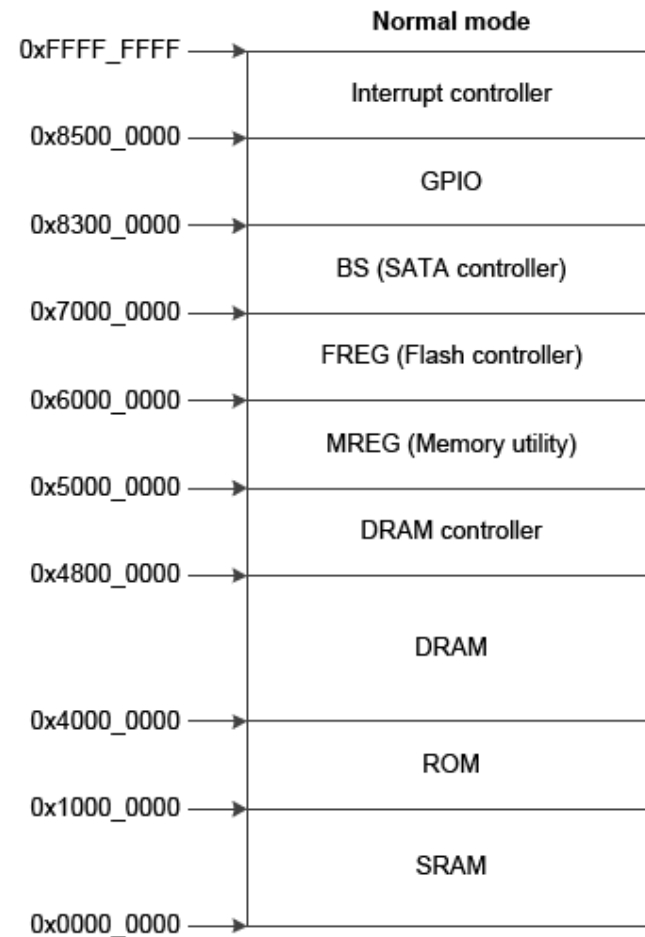 Normal mode
0xFFFF_FFFF
Interrupt controller
0x8500_0000
GPIO
0x8300_0000
BS (SATA controller)
0x7000_0000
FREG (Flash controller)
0x6000_0000
MREG (Memory utility)
0x5000_0000
DRAM controller
0x4800_0000
DRAM
0x4000_0000
ROM
0x1000_0000
SRAM
0x0000_0000